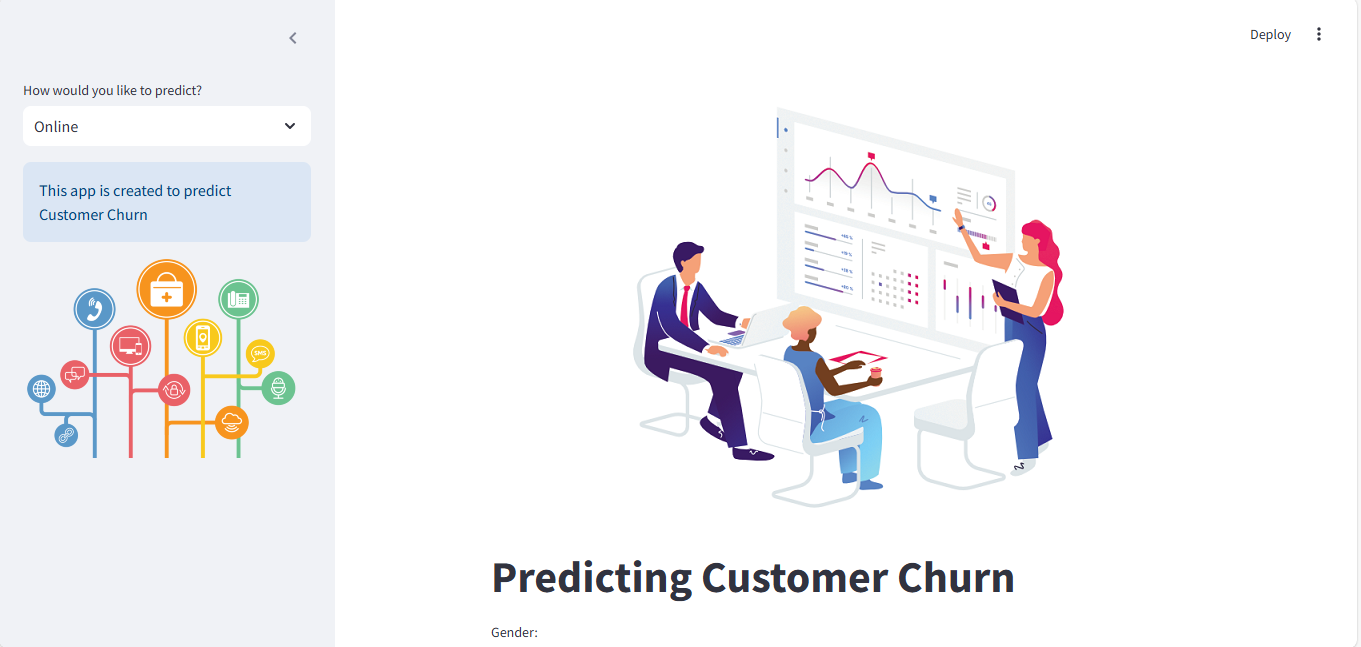 How would you like to predict?
Online
This app is created to predict
Customer Churn
SMS
Deploy
Predicting Customer Churn
Gender: